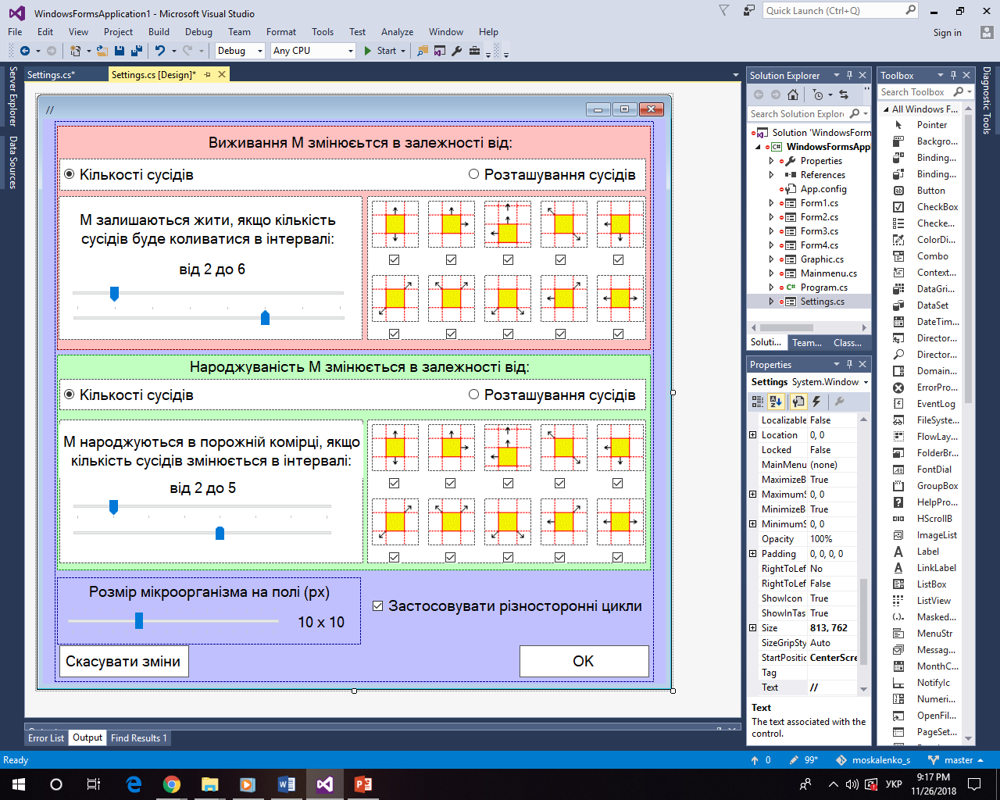 WindowsFormsApplication1 - Microsoft Visual Studio
Quick Launch (Ctrl+Q)
File Edit View Project Build Debug Team Format Tools Test Analyze Window Help
Sign in
Debug
Any CPU
Start
Settings.cs*
Settings.cs [Design]*
Server Explorer
Data Sources
//
Виживання М змінюєьтся в залежності від:
Кількості сусідів
Розташування сусідів
М залишаються жити, якщо кількість
сусідів буде коливатися в інтервалі:
від 2 до 6
Народжуваність М змінюється в залежності від:
Кількості сусідів
Розташування сусідів
М народжуються в порожній комірці, якщо
кількість сусідів змінюється в інтервалі:
від 2 до 5
Розмір мікроорганізма на полі (px)
10 x 10
Застосовувати різносторонні цикли
Скасувати зміни
OK
Solution Explorer
Search Solution Explor
Solution 'WindowsForm
WindowsFormsAppl
Properties
References
App.config
Form1.cs
Form2.cs
Form3.cs
Form4.cs
Graphic.cs
Mainmenu.cs
Program.cs
Settings.cs
Soluti...
Team...
Class...
Properties
Settings System.Window
Localizable False
Location 0, 0
Locked False
MainMenu (none)
MaximizeB True
MaximumS 0, 0
MinimizeB True
MinimumS 0, 0
Opacity 100%
Padding 0, 0, 0, 0
RightToLef No
RightToLef False
ShowIcon True
ShowInTas True
Size 813, 762
SizeGripSty Auto
StartPositio CenterScre
Tag
Text //
Text
The text associated with the
control.
Toolbox
Search Toolbox
All Windows F...
Pointer
Backgro...
Binding...
Binding...
Button
CheckBox
Checke...
ColorDi...
Combo
Context...
DataGri...
DataSet
DateTim...
Director...
Director...
Domain...
ErrorPro...
EventLog
FileSyste...
FlowLay...
FolderBr...
FontDial
GroupBox
HelpPro...
HScrollB
ImageList
Label
LinkLabel
ListBox
ListView
Masked...
MenuStr
Messag...
MonthC...
NotifyIc
Numeri...
OpenFil...
PageSet...
Diagnostic Tools
Error List
Output
Find Results 1
Ready
0
99*
moskalenko_s
master
УКР
9:17 PM
11/26/2018